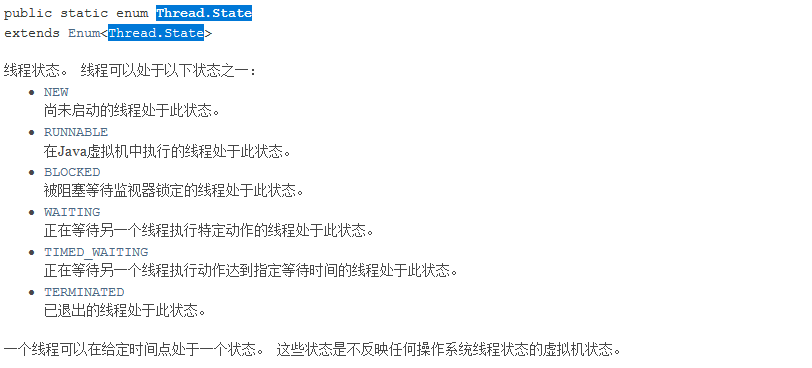 public static enum Thread.State
extends Enum<Thread.State>
线程状态。 线程可以处于以下状态之一：
• NEW
尚未启动的线程处于此状态。
• RUNNABLE
在Java虚拟机中执行的线程处于此状态。
• BLOCKED
被阻塞等待监视器锁定的线程处于此状态。
• WAITING
正在等待另一个线程执行特定动作的线程处于此状态。
• TIMED_WAITING
正在等待另一个线程执行动作达到指定等待时间的线程处于此状态。
• TERMINATED
已退出的线程处于此状态。
一个线程可以在给定时间点处于一个状态。 这些状态是不反映任何操作系统线程状态的虚拟机状态。